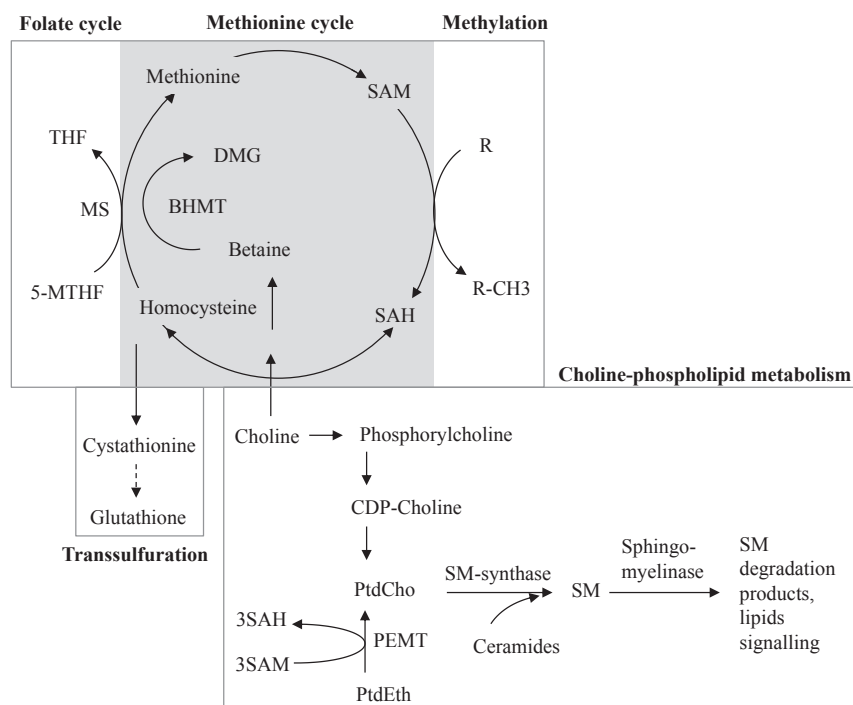 Folate cycle
Methionine cycle
Methylation
Methionine
SAM
THF
DMG
R
MS
BHMT
Betaine
5-MTHF
Homocysteine
SAH
R-CH3
Choline-phospholipid metabolism
Cystathionine
Choline
Phosphorylcholine
Glutathione
CDP-Choline
Transsulfuration
PtdCho
SM-synthase
SM
Sphingo-
myelinase
SM
degradation
products,
lipids
signalling
3SAH
PEMT
Ceramides
3SAM
PtdEth